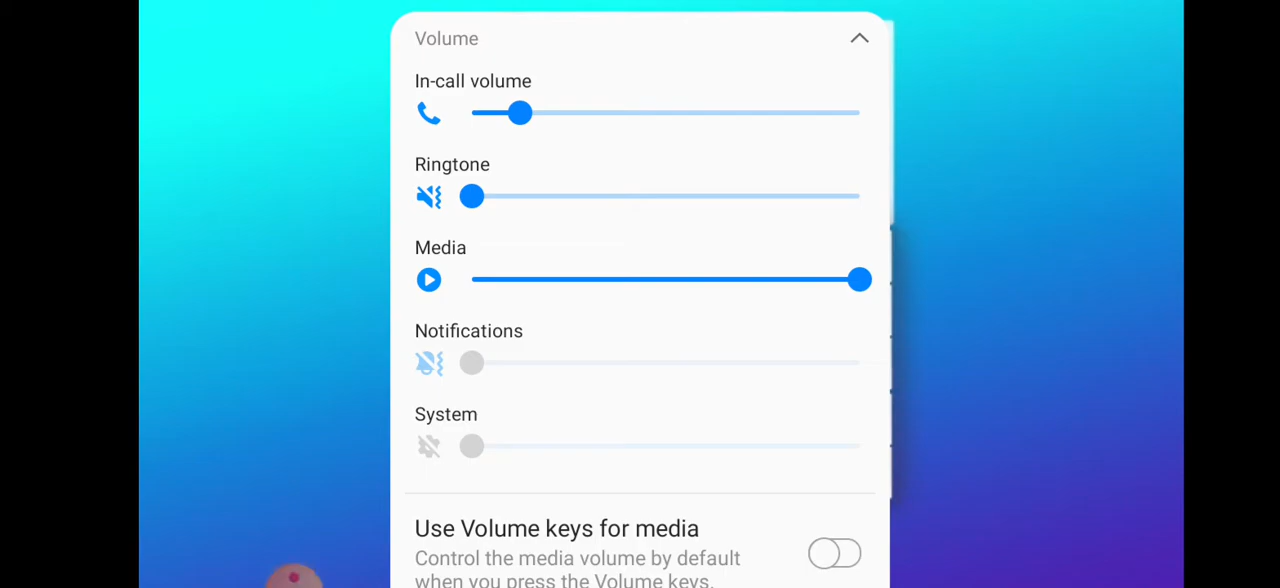 Volume
In-call volume
Ringtone
Media
Notifications
System
Use Volume keys for media
Control the media volume by default
when you press the Volume keys.